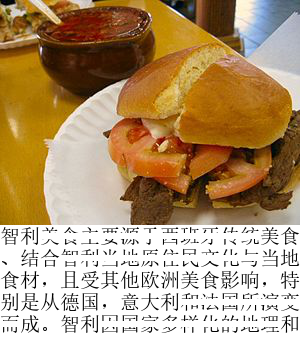 智利美食主要源于西班牙传统美食
、结合智利当地原住民文化与当地
食材，且受其他欧洲美食影响，特
别是从德国，意大利和法国所演变
而成。智利因国家多样化的地理和